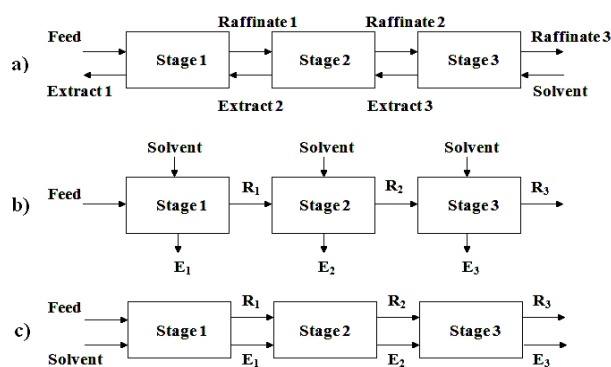 Raffinate 1 Raffinate 2
Feed Raffinate 3
a) Stage 1 Stage 2 Stage 3
Extract 1 Solvent
Extract 2 Extract 3
Solvent Solvent Solvent
Feed R1 R2 R3
b) Stage 1 Stage 2 Stage 3
E1 E2 E3
R1 R2 R3
Feed
c) Stage 1 Stage 2 Stage 3
Solvent E1 E2 E3